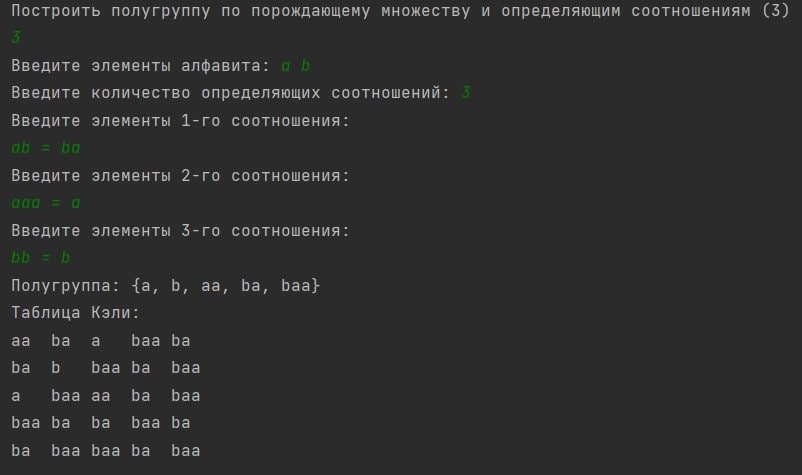 Построить полугруппу по порождающему множеству и определяющим соотношениям (3)
3
Введите элементы алфавита: a b
Введите количество определяющих соотношений: 3
Введите элементы 1-го соотношения:
ab = ba
Введите элементы 2-го соотношения:
aaa = a
Введите элементы 3-го соотношения:
bb = b
Полугруппа: {a, b, aa, ba, baa}
Таблица Кэли:
aa  ba  a   baa ba
ba  b   baa ba  baa
a   baa aa  ba  baa
baa ba  ba  baa ba
ba  baa baa ba  baa